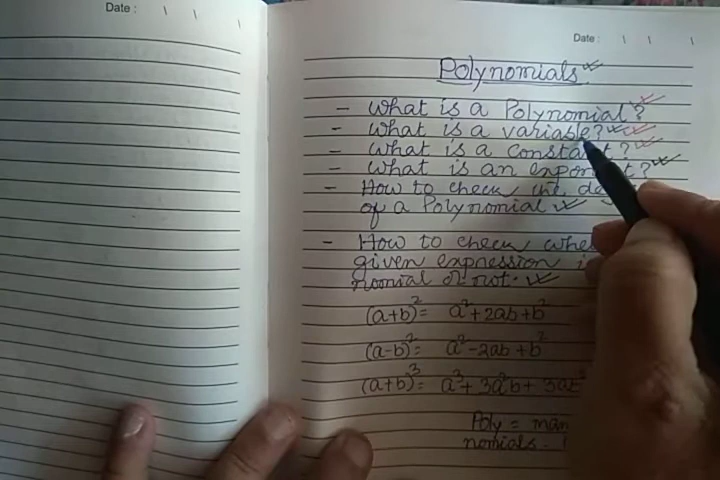 Date :
Date :
Polynomials
- What is a Polynomial?
- What is a variable?
- What is a constant?
- What is an exponent?
- How to check the de
of a Polynomial
- How to check whe
given expression i
nomial or not.
(a+b)² = a²+2ab+b²
(a-b)² = a²-2ab+b²
(a+b)³ = a³+3a²b+3ab²
Poly = man
nomials -